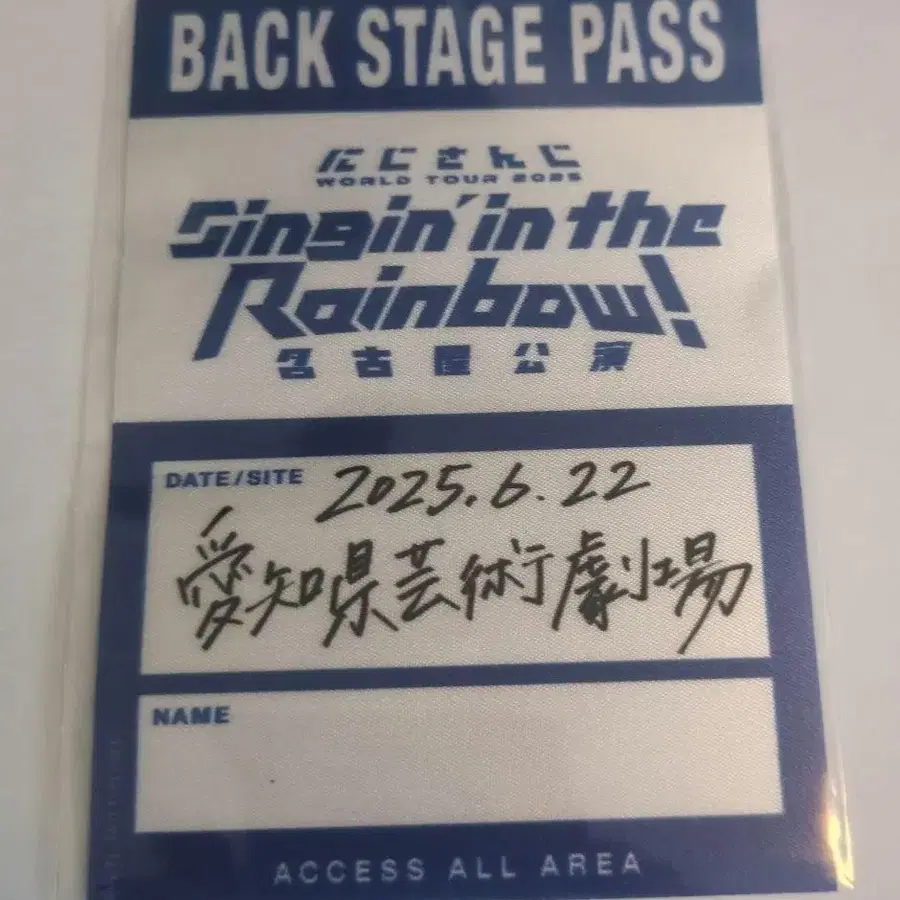 BACK STAGE PASS
にじさんじ
WORLD TOUR 2025
Singin' in the
Rainbow!
名古屋公演
DATE/SITE 2025.6.22
愛知県芸術劇場
NAME
ACCESS ALL AREA